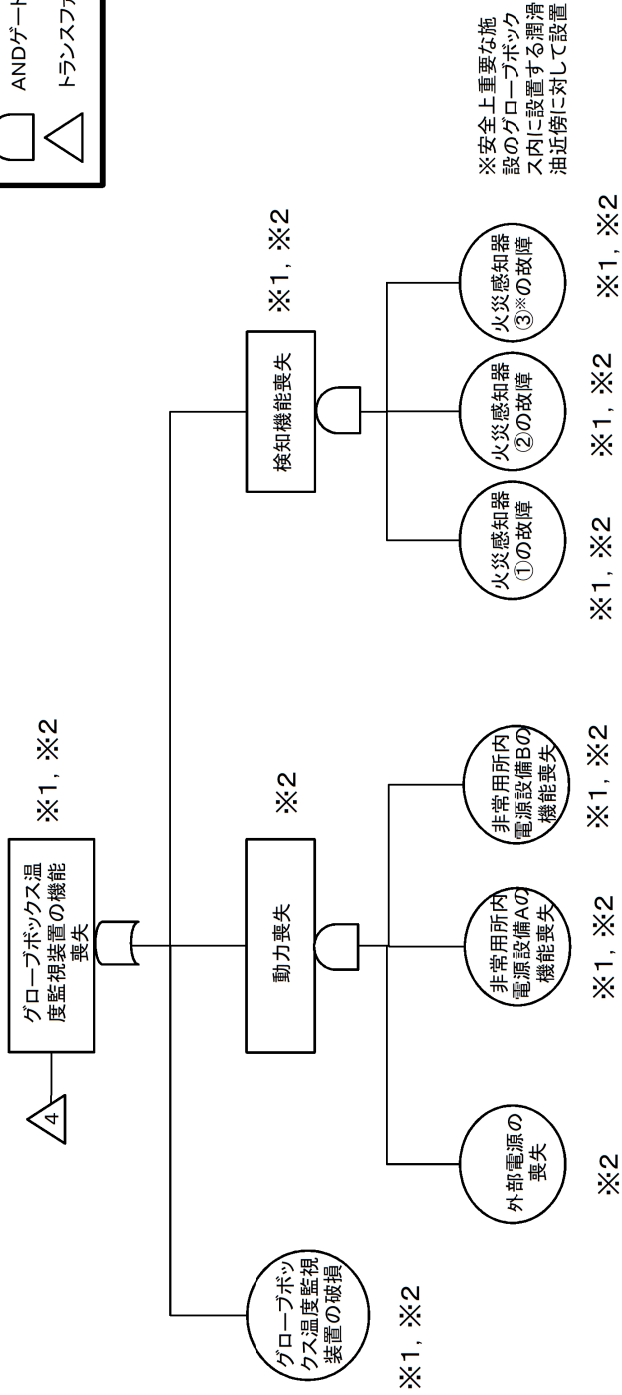 ANDゲート
トランスファ
グローブボックス温
度監視装置の機能
喪失
※1, ※2
4
グローブボッ
クス温度監視
装置の破損
※1, ※2
動力喪失
※2
検知機能喪失
※1, ※2
外部電源の
喪失
※2
非常用所内
電源設備Aの
機能喪失
※1, ※2
非常用所内
電源設備Bの
機能喪失
※1, ※2
火災感知器
①の故障
※1, ※2
火災感知器
②の故障
※1, ※2
火災感知器
③※の故障
※1, ※2
※安全上重要な施
設のグローブボック
ス内に設置する潤滑
油近傍に対して設置